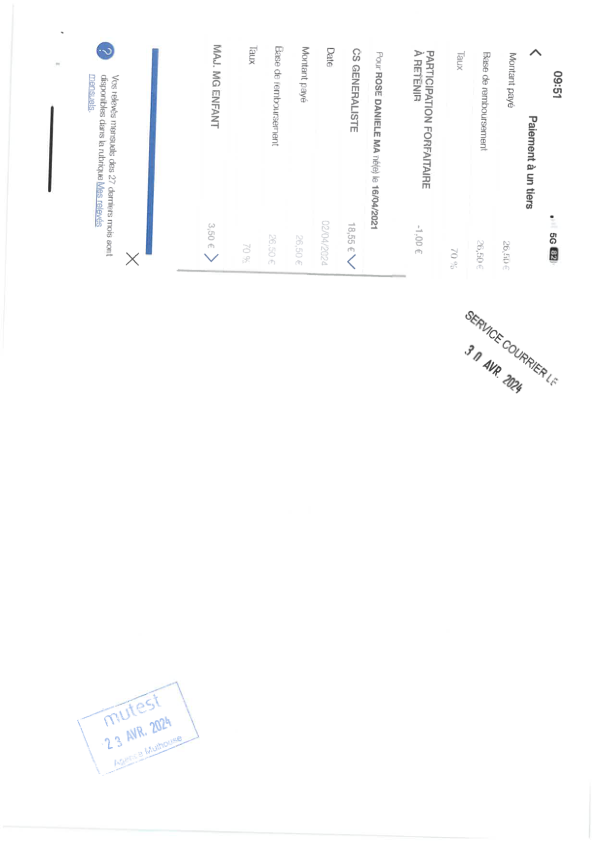 09:51
5G 62
Paiement à un tiers
Montant payé 26,50 €
Base de remboursement 26,50 €
Taux 70 %
PARTICIPATION FORFAITAIRE
À RETENIR -1,00 €
Pour ROSE DANIELE MA né(e) le 16/04/2021
CS GENERALISTE 18,55 €
Date 02/04/2024
Montant payé 26,50 €
Base de remboursement 26,50 €
Taux 70 %
MAJ. MG ENFANT 3,50 €
Vos relevés mensuels des 27 derniers mois sont
disponibles dans la rubrique Mes relevés
mensuels.
SERVICE COURRIER LE
30 AVR. 2024
mutest
23 AVR. 2024
Agence Mulhouse